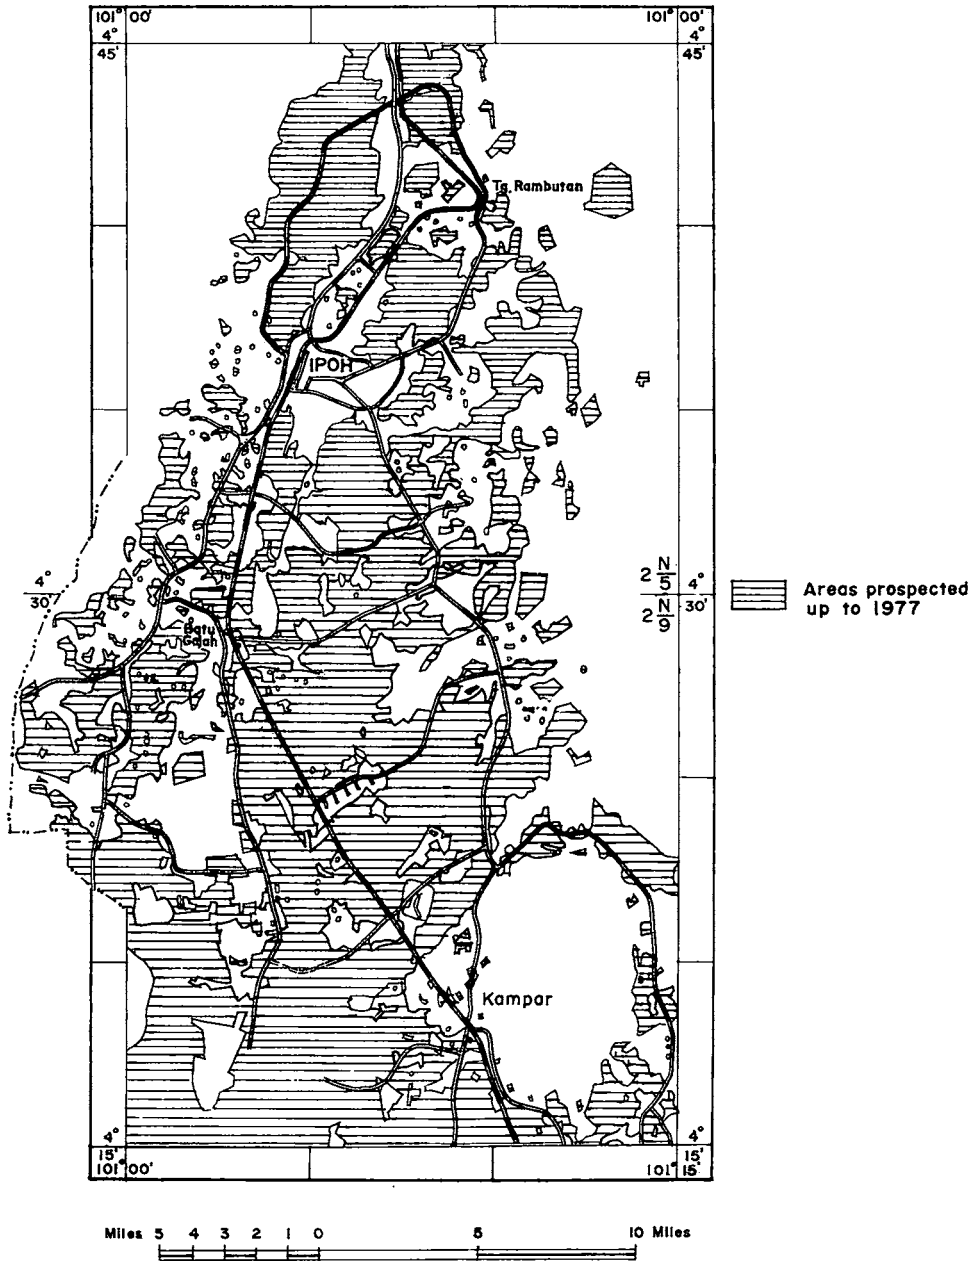 101° 00'
101° 00'
4°
45'
4°
45'
Tg. Rambutan
IPOH
4°
30'
2 N/5
2 N/9
4°
30'
Areas prospected
up to 1977
Batu
Gajah
Kampar
4°
15'
101° 00'
4°
15'
101° 15'
Miles 5 4 3 2 1 0 5 10 Miles